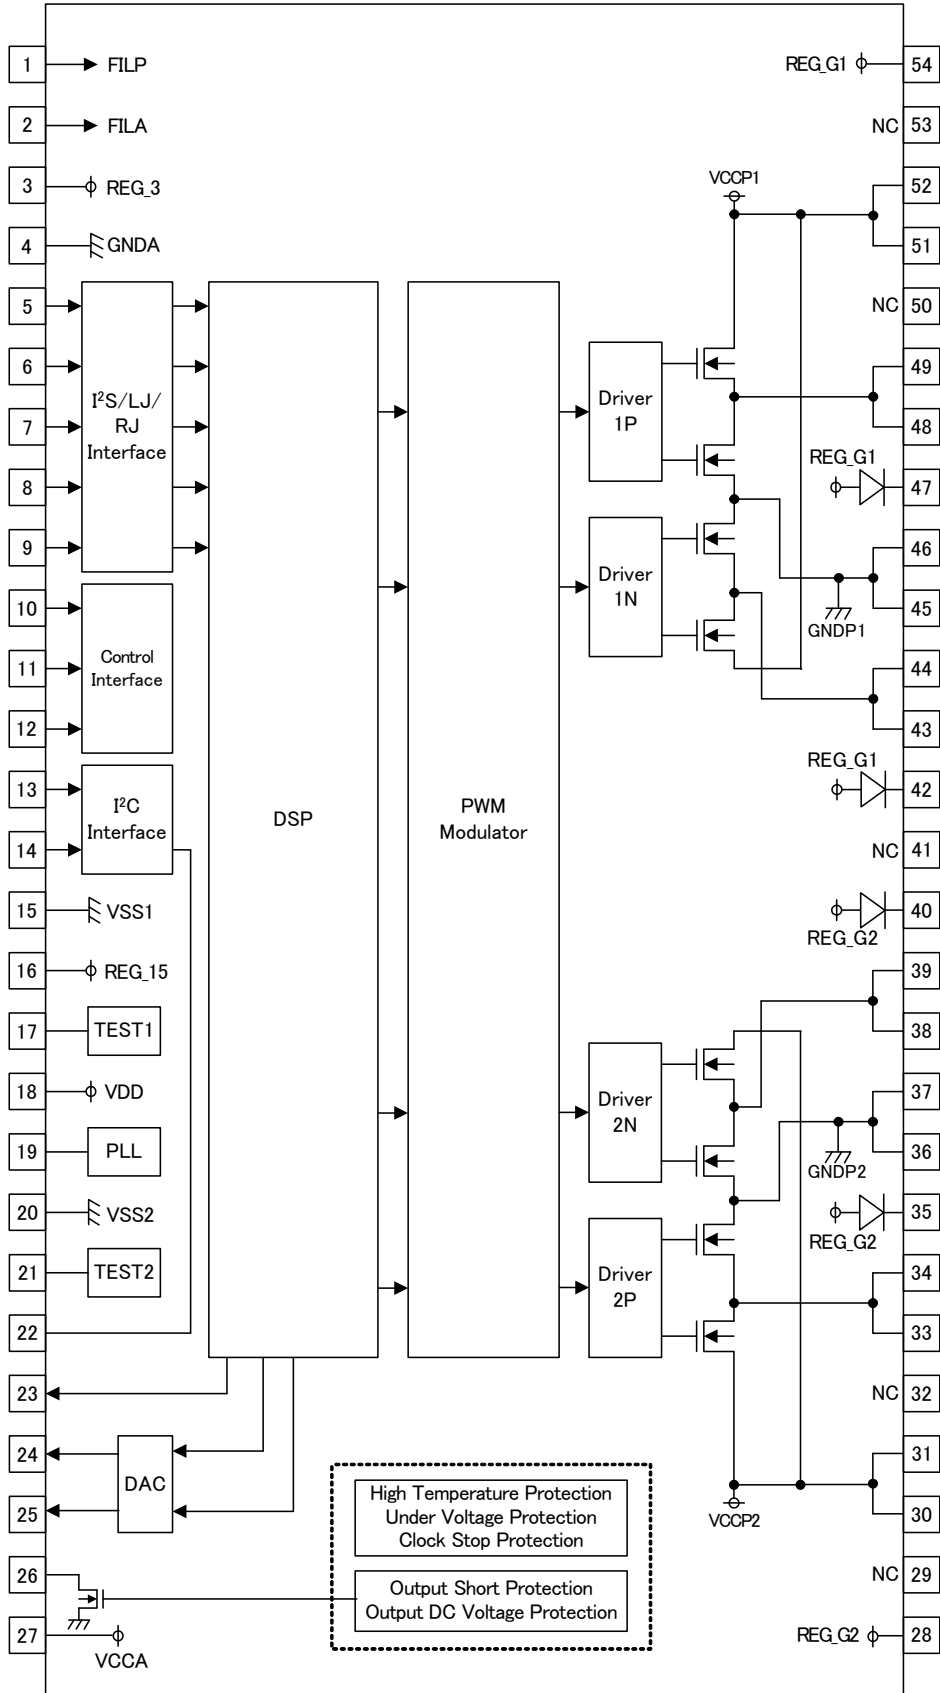 1
FILP
2
FILA
3
REG_3
4
GNDA
5
6
7
8
9
I²S/LJ/
RJ
Interface
10
11
12
Control
Interface
13
14
I²C
Interface
15
VSS1
16
REG_15
17
TEST1
18
VDD
19
PLL
20
VSS2
21
TEST2
22
23
24
25
DAC
26
27
VCCA
DSP
PWM
Modulator
Driver
1P
Driver
1N
Driver
2N
Driver
2P
High Temperature Protection
Under Voltage Protection
Clock Stop Protection
Output Short Protection
Output DC Voltage Protection
REG_G1
54
NC
53
VCCP1
52
51
NC
50
49
48
REG_G1
47
46
45
GNDP1
44
43
REG_G1
42
NC
41
40
REG_G2
39
38
37
36
GNDP2
35
REG_G2
34
33
NC
32
31
30
VCCP2
NC
29
REG_G2
28